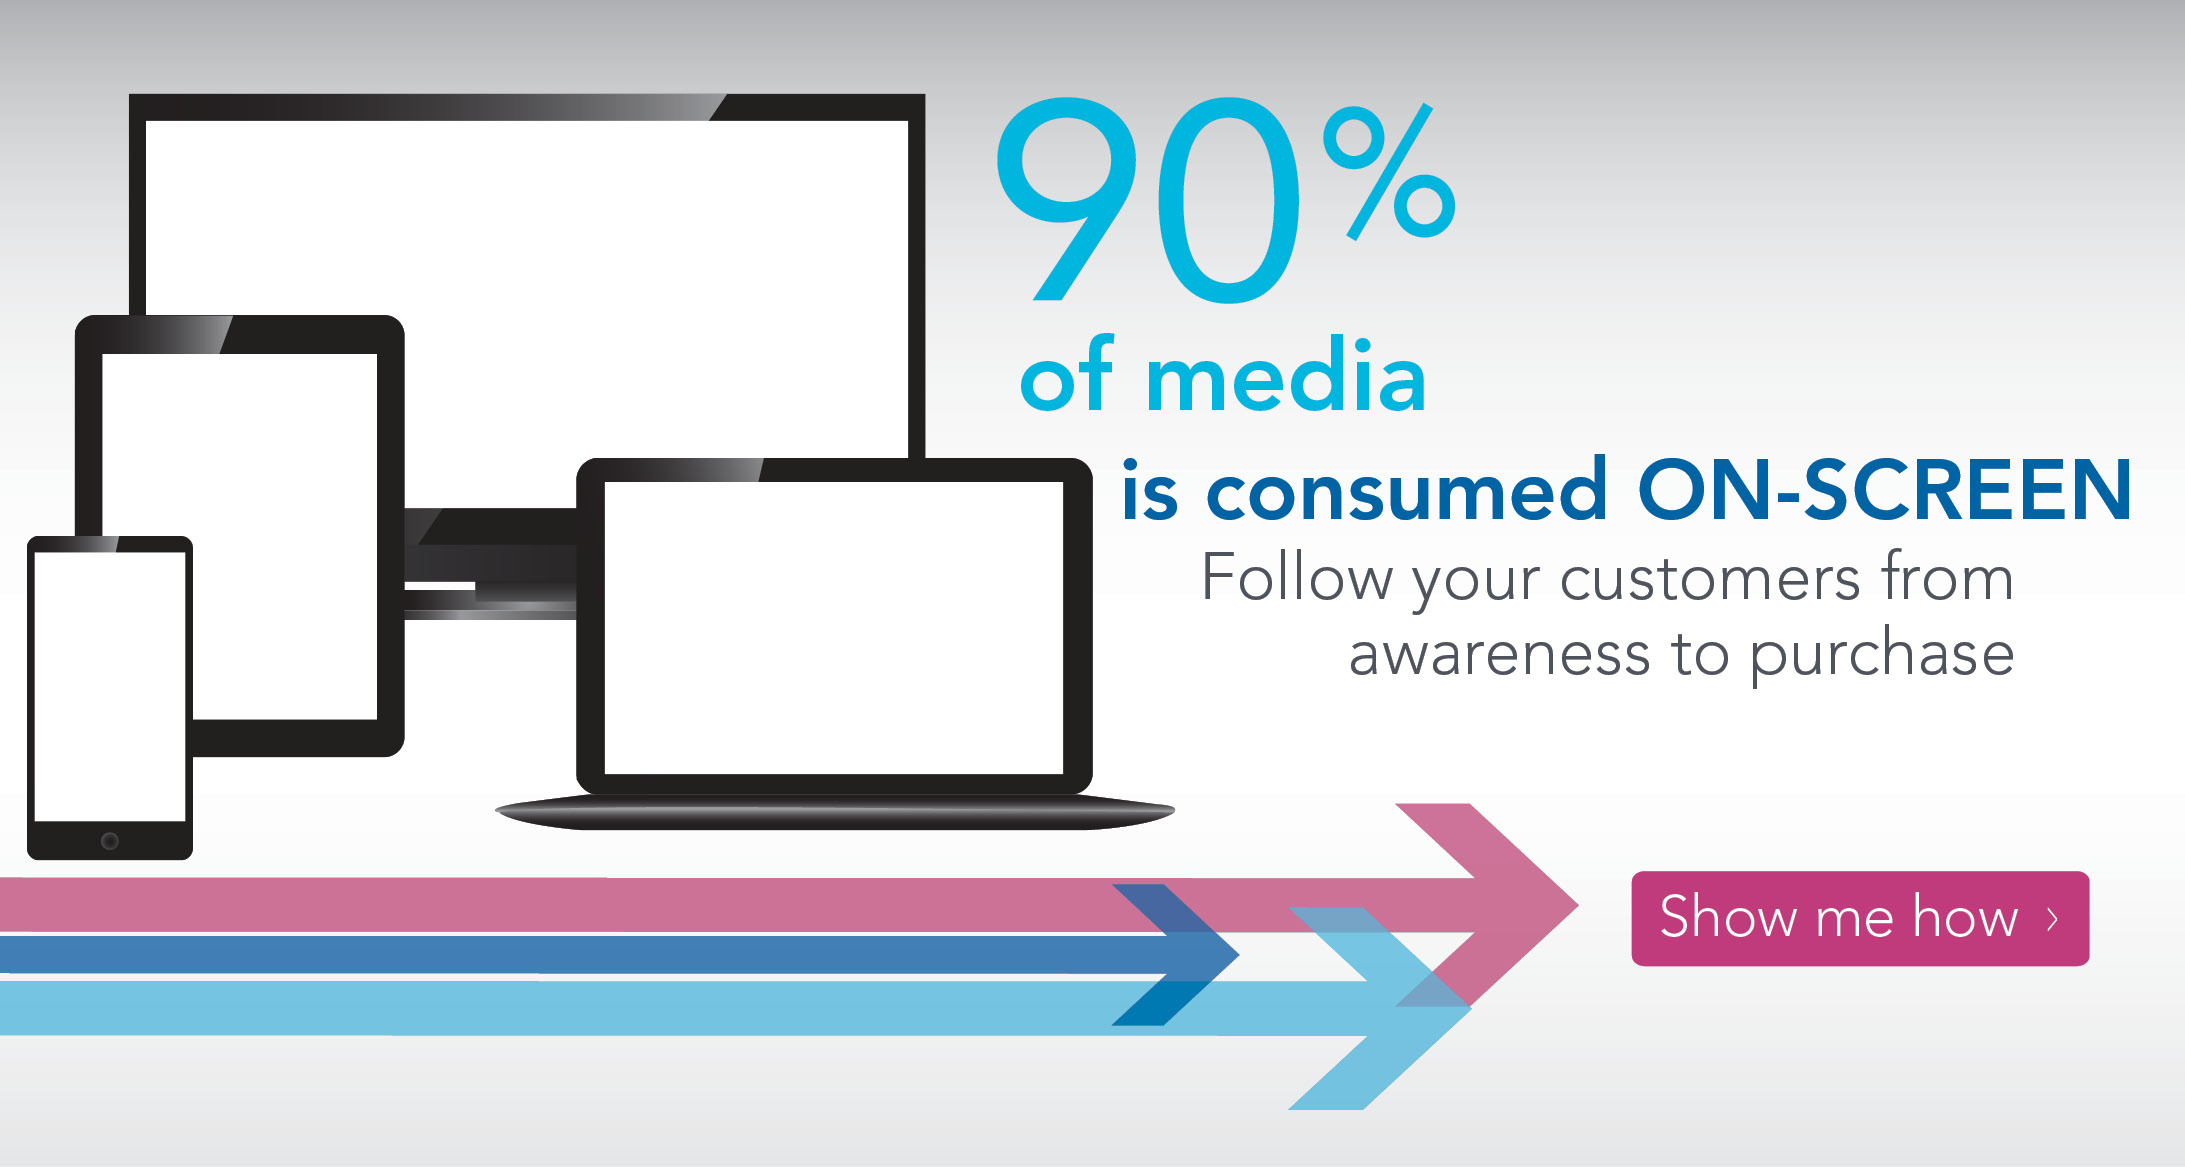 90%
of media
is consumed ON-SCREEN
Follow your customers from
awareness to purchase
Show me how ›